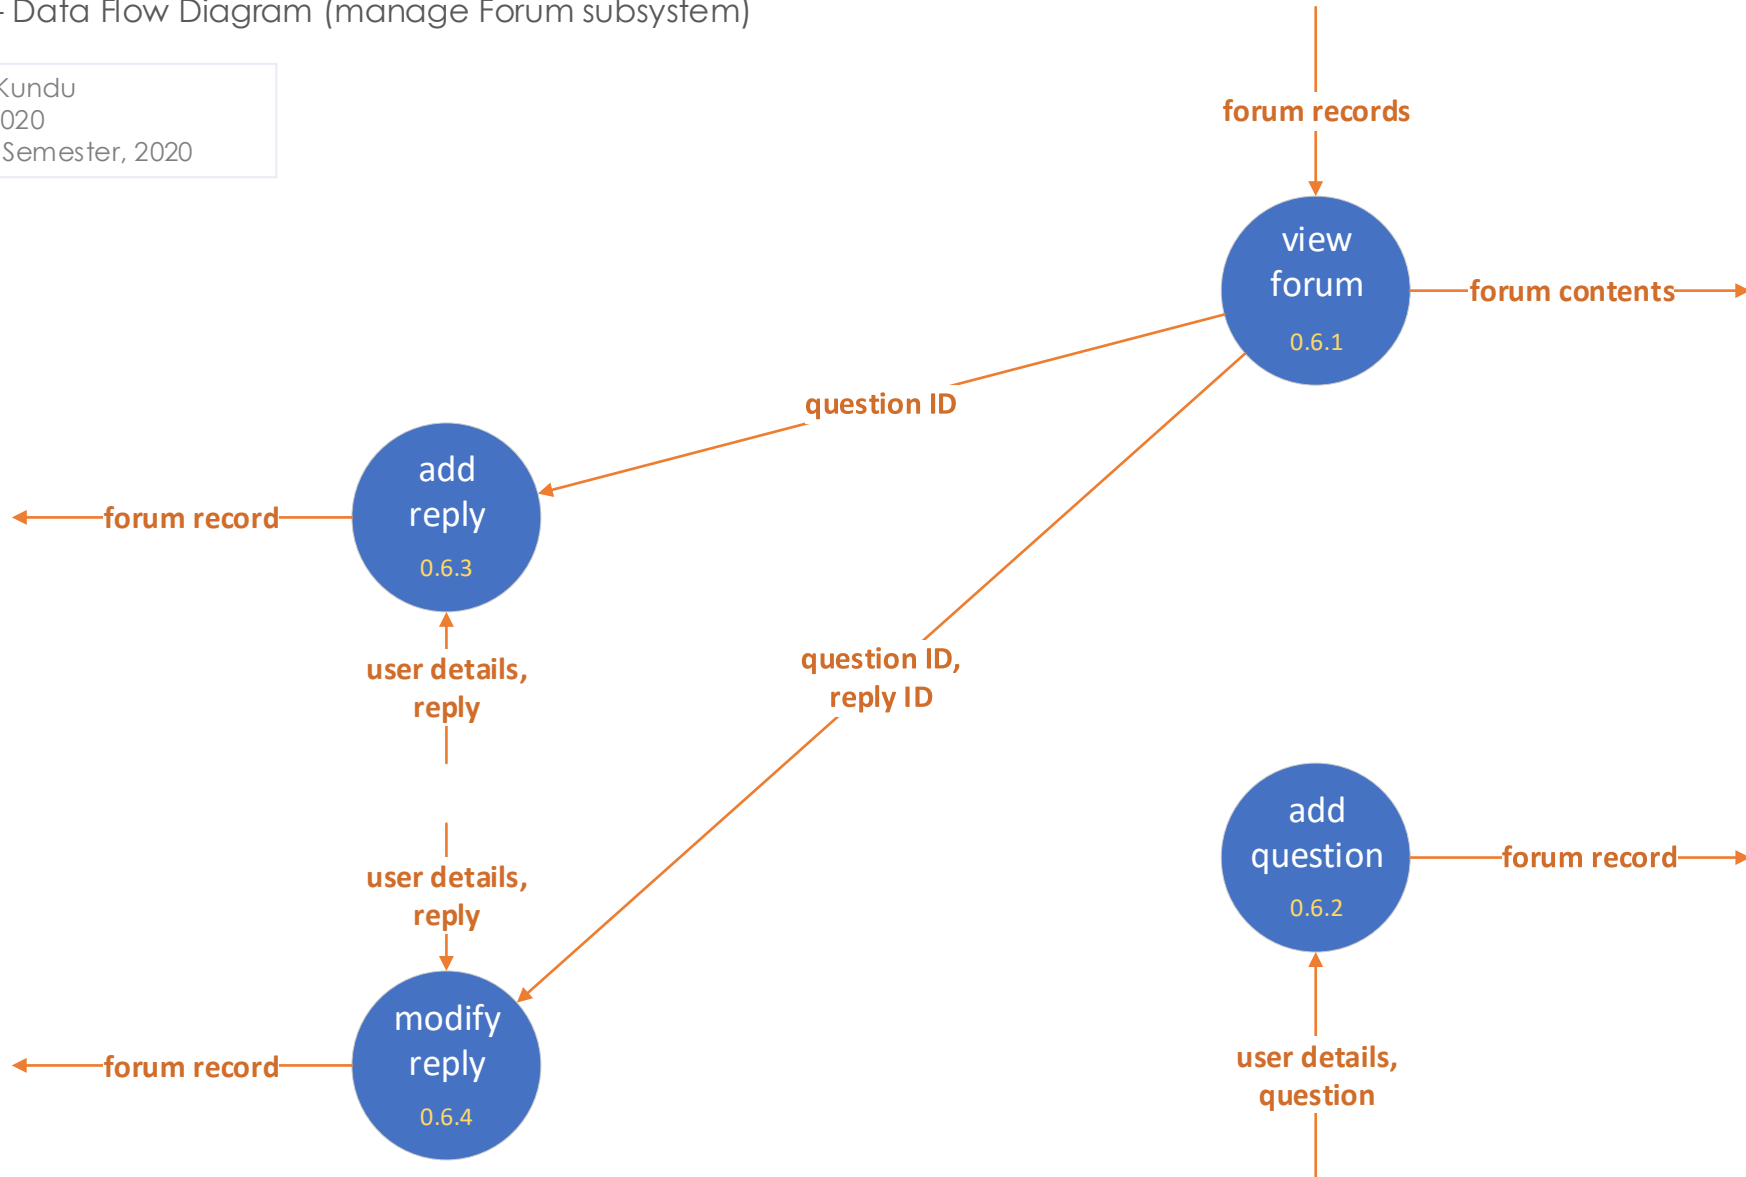 - Data Flow Diagram (manage Forum subsystem)
Kundu
020
Semester, 2020
forum records
view
forum
0.6.1
forum contents
question ID
add
reply
0.6.3
forum record
user details,
reply
question ID,
reply ID
user details,
reply
modify
reply
0.6.4
forum record
add
question
0.6.2
forum record
user details,
question